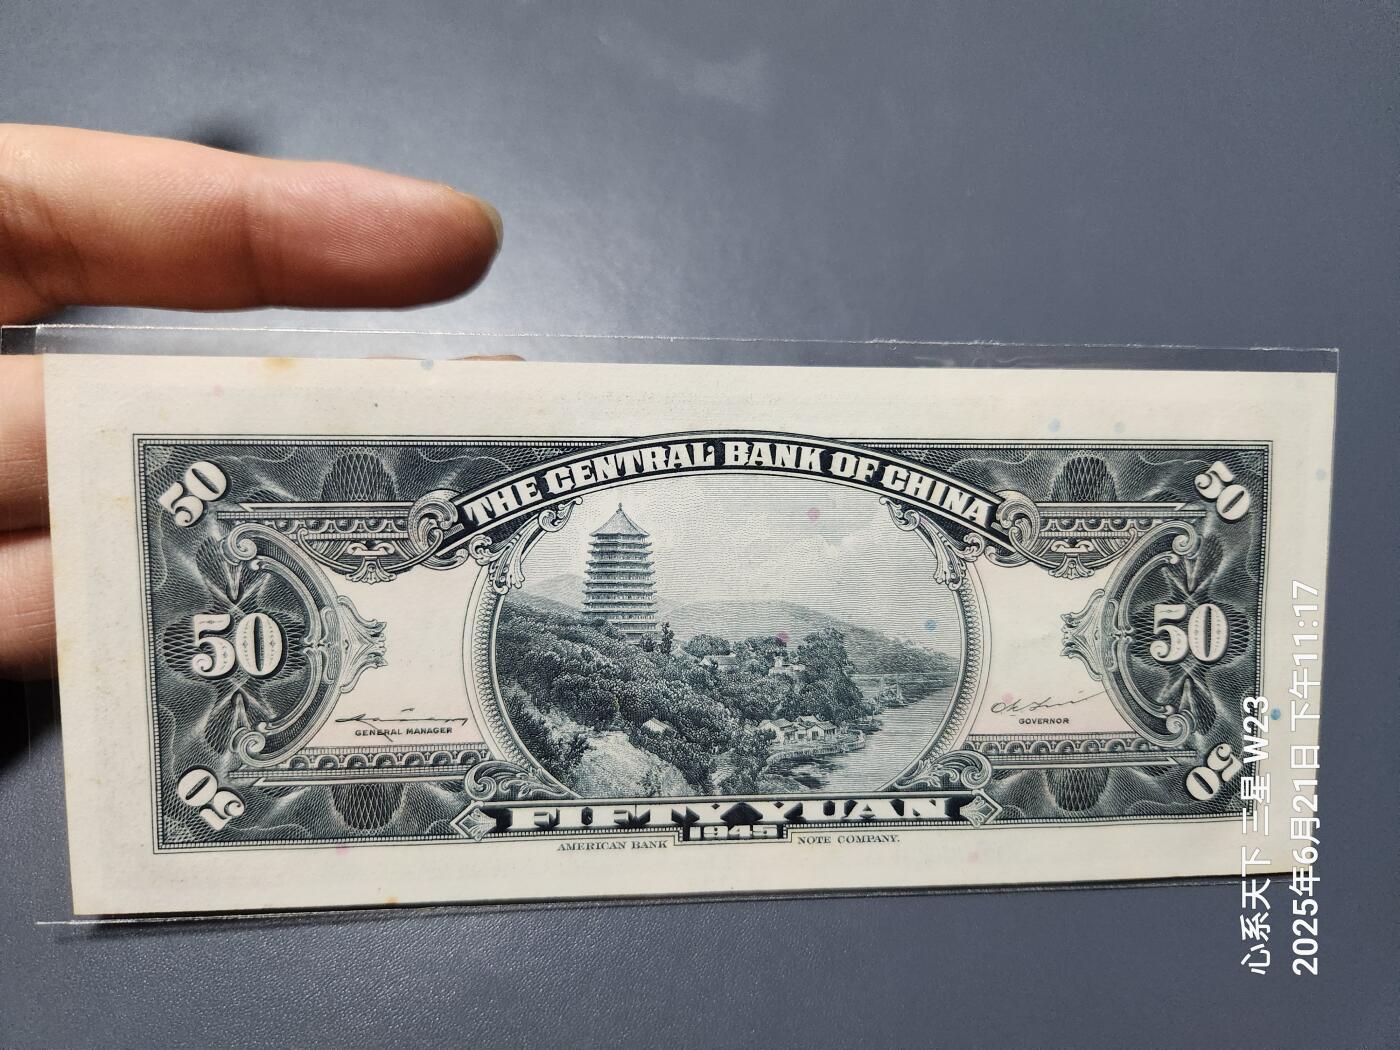 THE CENTRAL BANK OF CHINA
50
50
50
50
GENERAL MANAGER
GOVERNOR
50
50
FIFTY YUAN
1945
AMERICAN BANK NOTE COMPANY.
心系天下 三星 W23
2025年6月21日 下午11:17